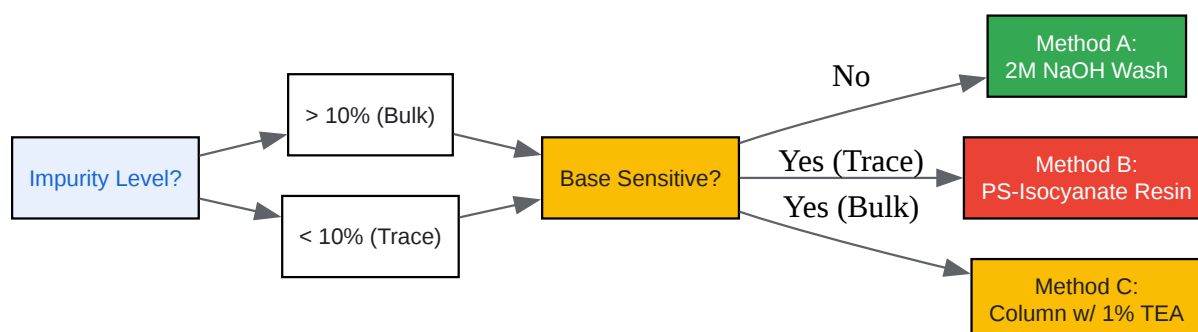 Impurity Level?
> 10% (Bulk)
< 10% (Trace)
Base Sensitive?
No
Yes (Trace)
Yes (Bulk)
Method A:
2M NaOH Wash
Method B:
PS-Isocyanate Resin
Method C:
Column w/ 1% TEA